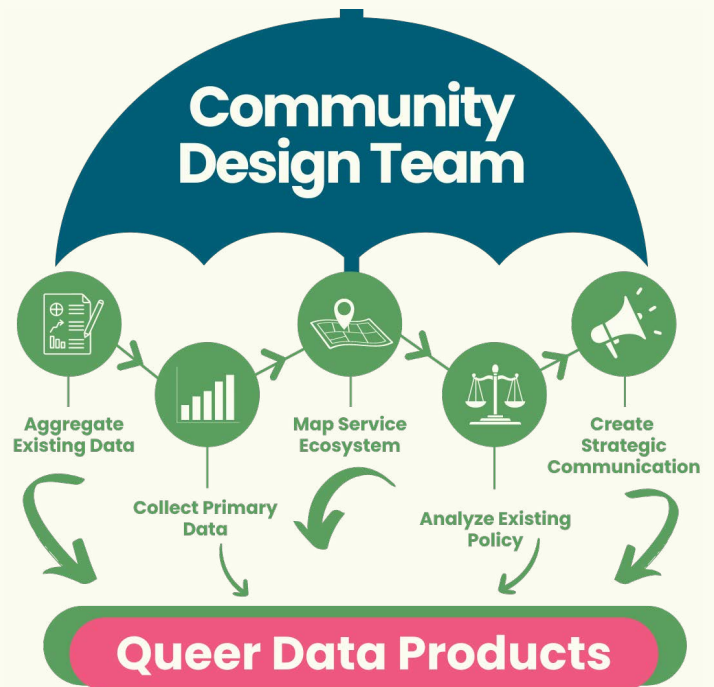 Community
Design Team
Aggregate
Existing Data
Collect Primary
Data
Map Service
Ecosystem
Analyze Existing
Policy
Create
Strategic
Communication
Queer Data Products